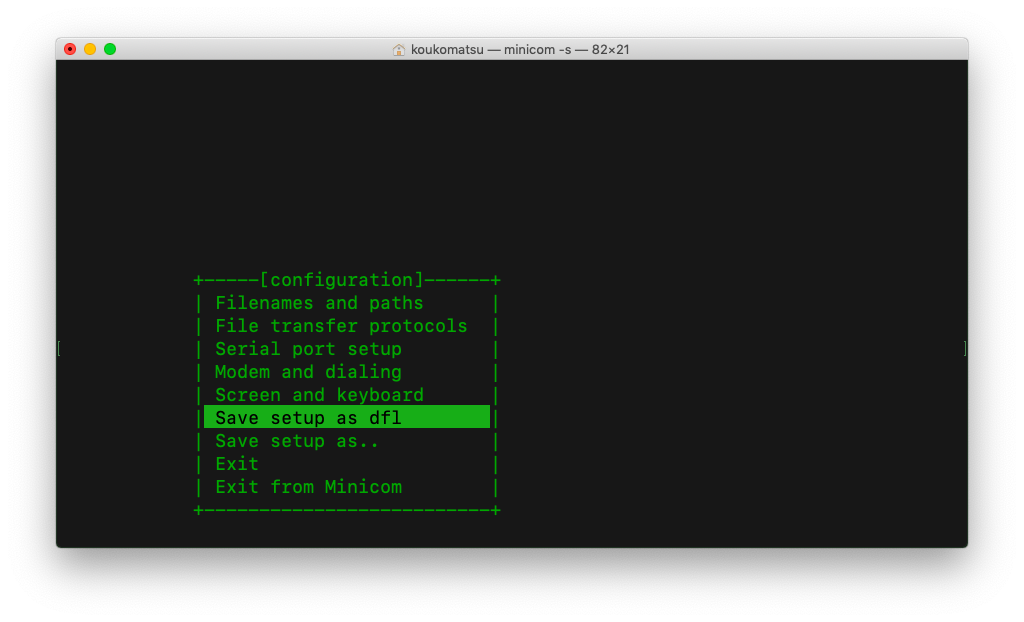 koukomatsu — minicom -s — 82×21
+-----[configuration]------+
| Filenames and paths      |
| File transfer protocols  |
| Serial port setup        |
| Modem and dialing        |
| Screen and keyboard      |
| Save setup as dfl        |
| Save setup as..          |
| Exit                     |
| Exit from Minicom        |
+--------------------------+